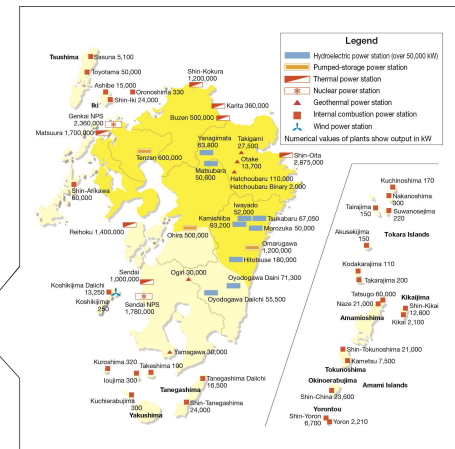 Legend
Hydroelectric power station (over 50,000 kW)
Pumped-storage power station
Thermal power station
Nuclear power station
Geothermal power station
Internal combustion power station
Wind power station
Numerical values of plants show output in kW
Tsushima
Sasuna 5,100
Toyotama 50,000
Ashibe 15,000
Oronoshima 330
Iki
Shin-Iki 24,000
Genkai NPS
2,360,000
Matsuura 1,700,000
Shin-Kokura
1,200,000
Karita 360,000
Buzen 500,000
Yanagimata
63,800
Takigami
27,500
Tenzan 600,000
Otake
13,700
Matsubara
50,600
Shin-Oita
2,875,000
Hatchoubaru 110,000
Hatchoubaru Binary 2,000
Shin-Arikawa
60,000
Iwayado
52,000
Kamishiiba
93,200
Tsukabaru 67,050
Morozuka 50,000
Reihoku 1,400,000
Ohira 500,000
Omarugawa
1,200,000
Hitotsuse 180,000
Sendai
1,000,000
Ogiri 30,000
Koshikijima Daiichi
13,250
Oyodogawa Daini 71,300
Koshikijima
250
Sendai NPS
1,780,000
Oyodogawa Daiichi 55,500
Yamagawa 30,000
Kuroshima 320
Takeshima 190
Ioujima 300
Tanegashima Daiichi
16,500
Tanegashima
Kuchierabujima
300
Yakushima
Shin-Tanegashima
24,000
Kuchinoshima 170
Nakanoshima
300
Tairajima
150
Suwanosejima
220
Tokara Islands
Akusekijima
150
Kodakarajima 110
Takarajima 200
Tatsugo 60,000
Naze 21,000
Kikaijima
Shin-Kikai
12,800
Amamioshima
Kikai 2,100
Shin-Tokunoshima 21,000
Kametsu 7,500
Tokunoshima
Okinoerabujima
Amami Islands
Shin-China 23,600
Yorontou
Shin-Yoron
6,700
Yoron 2,210